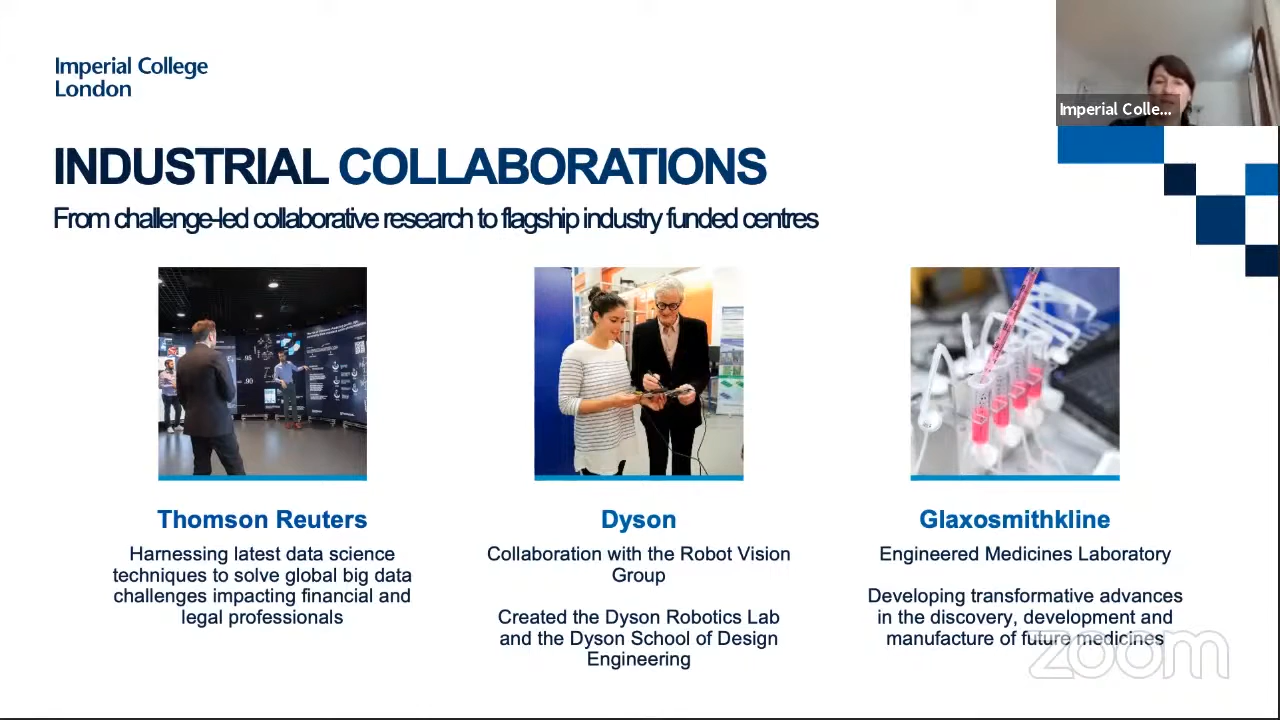 Imperial College
London
Imperial Colle...
INDUSTRIAL COLLABORATIONS
From challenge-led collaborative research to flagship industry funded centres
.95
.90
Thomson Reuters
Harnessing latest data science
techniques to solve global big data
challenges impacting financial and
legal professionals
Dyson
Collaboration with the Robot Vision
Group
Created the Dyson Robotics Lab
and the Dyson School of Design
Engineering
Glaxosmithkline
Engineered Medicines Laboratory
Developing transformative advances
in the discovery, development and
manufacture of future medicines
zoom